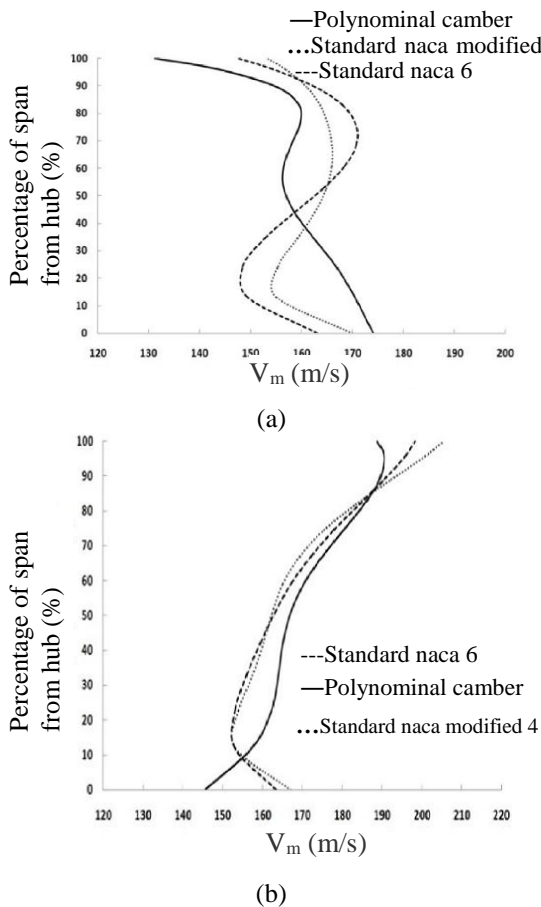 —Polynominal camber
...Standard naca modified
---Standard naca 6
Percentage of span
from hub (%)
100
90
80
70
60
50
40
30
20
10
0
120 130 140 150 160 170 180 190 200
Vm (m/s)
(a)
Percentage of span
from hub (%)
100
90
80
70
60
50
40
30
20
10
0
---Standard naca 6
—Polynominal camber
...Standard naca modified 4
120 130 140 150 160 170 180 190 200 210 220
Vm (m/s)
(b)